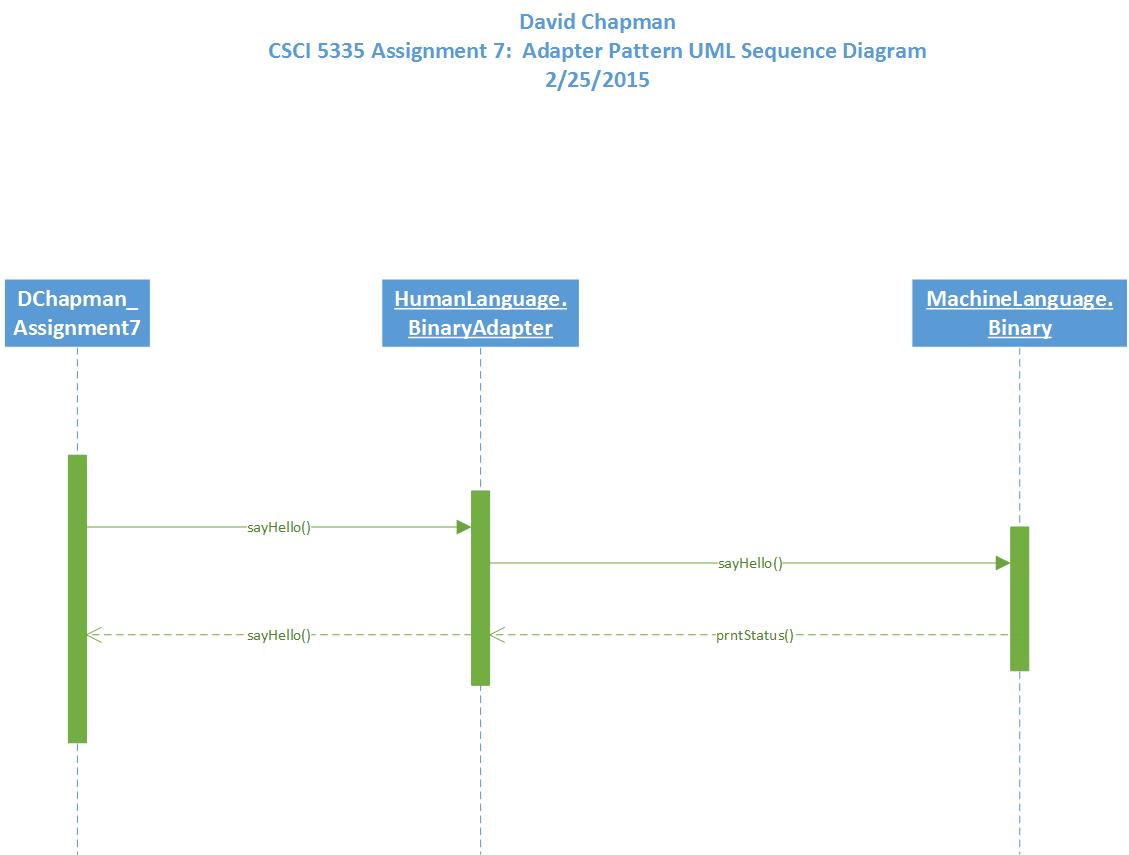 David Chapman
CSCI 5335 Assignment 7:  Adapter Pattern UML Sequence Diagram
2/25/2015
DChapman_
Assignment7
HumanLanguage.
BinaryAdapter
MachineLanguage.
Binary
sayHello()
sayHello()
sayHello()
prntStatus()